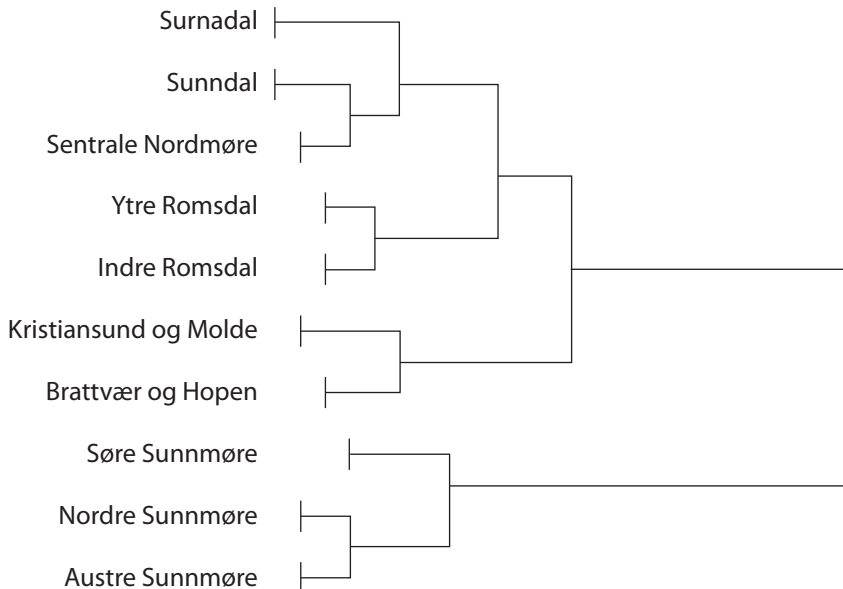 Surnadal
Sunndal
Sentrale Nordmøre
Ytre Romsdal
Indre Romsdal
Kristiansund og Molde
Brattvær og Hopen
Søre Sunnmøre
Nordre Sunnmøre
Austre Sunnmøre